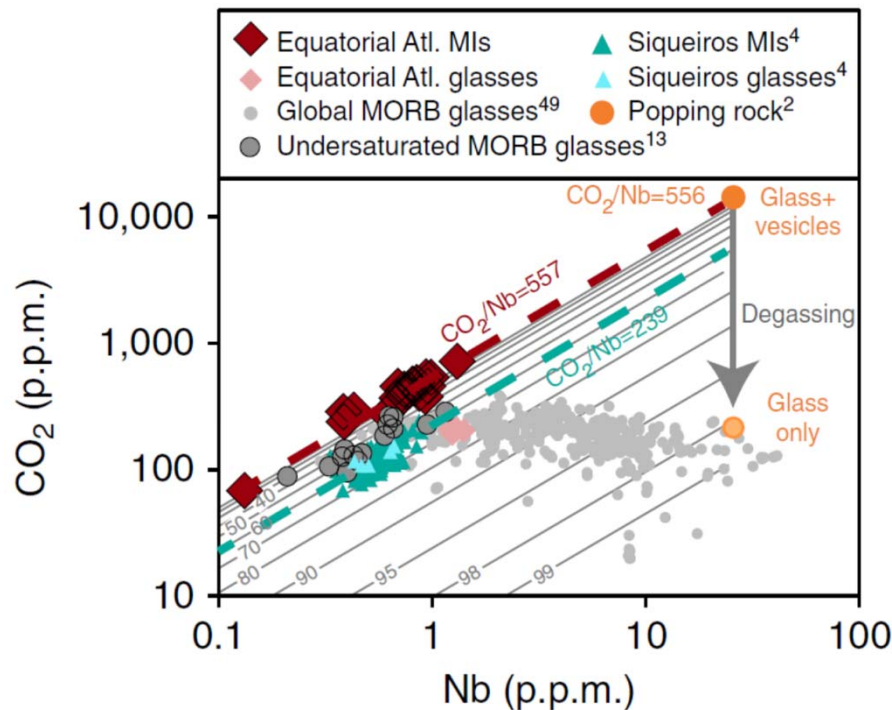 Equatorial Atl. MIs
Equatorial Atl. glasses
Global MORB glasses⁴⁹
Undersaturated MORB glasses¹³
Siqueiros MIs⁴
Siqueiros glasses⁴
Popping rock²
10,000
1,000
100
10
CO₂ (p.p.m.)
CO₂/Nb=556
Glass+
vesicles
CO₂/Nb=557
CO₂/Nb=239
Degassing
Glass
only
40
50
60
70
80
90
95
98
99
0.1
1
10
100
Nb (p.p.m.)